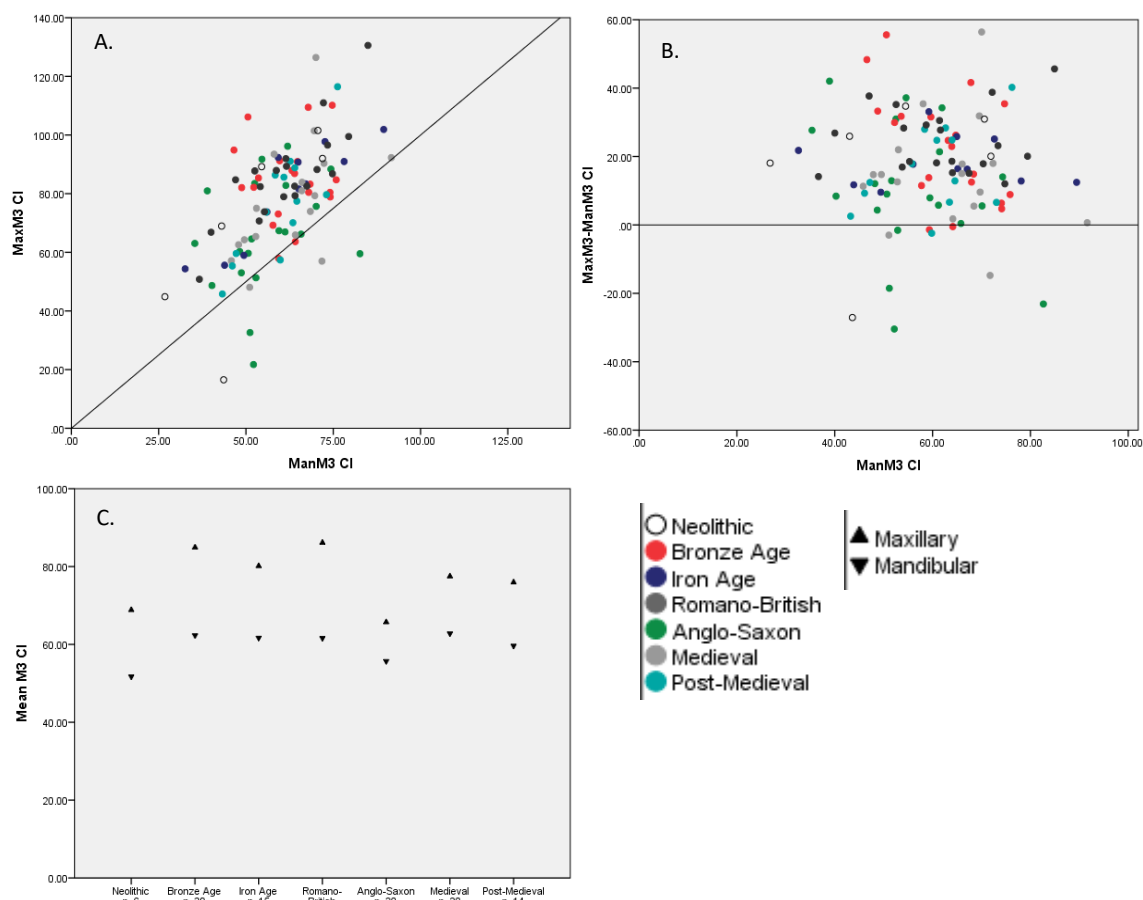 A.
140.00
120.00
100.00
80.00
60.00
40.00
20.00
.00
MaxM3 CI
.00 25.00 50.00 75.00 100.00 125.00
ManM3 CI
B.
60.00
40.00
20.00
.00
-20.00
-40.00
-60.00
MaxM3-ManM3 CI
.00 20.00 40.00 60.00 80.00 100.00
ManM3 CI
C.
100.00
80.00
60.00
40.00
20.00
0.00
Mean M3 CI
Neolithic Bronze Age Iron Age Romano- Anglo-Saxon Medieval Post-Medieval
Neolithic
Bronze Age
Iron Age
Romano-British
Anglo-Saxon
Medieval
Post-Medieval
Maxillary
Mandibular